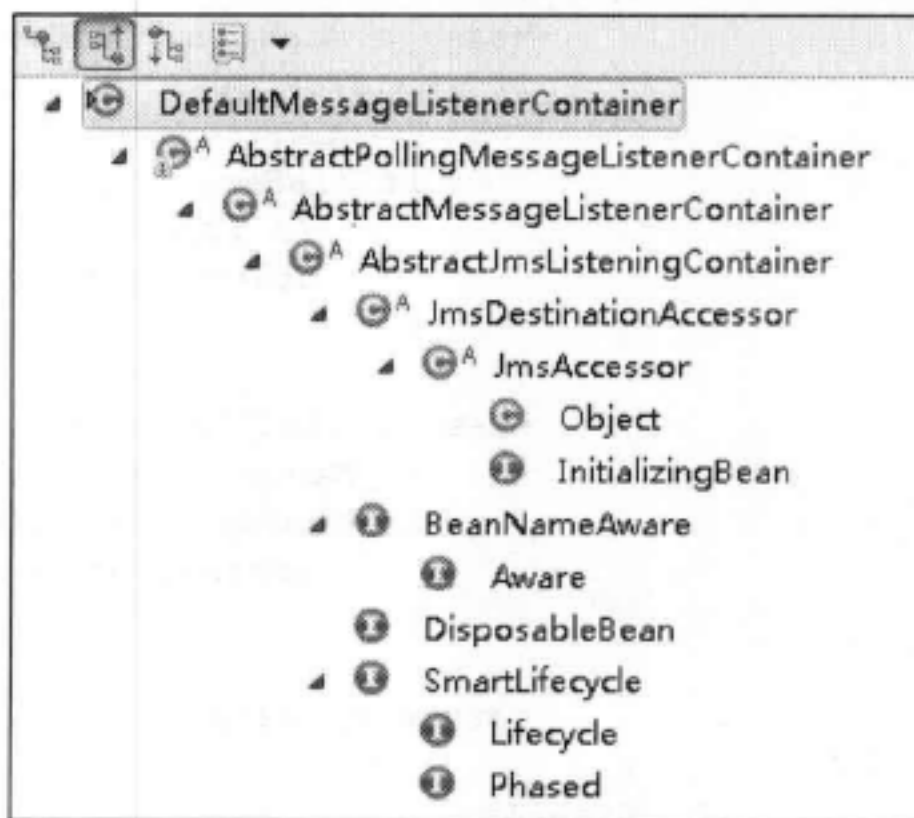 DefaultMessageListenerContainer
A AbstractPollingMessageListenerContainer
A AbstractMessageListenerContainer
A AbstractJmsListeningContainer
A JmsDestinationAccessor
A JmsAccessor
Object
InitializingBean
BeanNameAware
Aware
DisposableBean
SmartLifecycle
Lifecycle
Phased